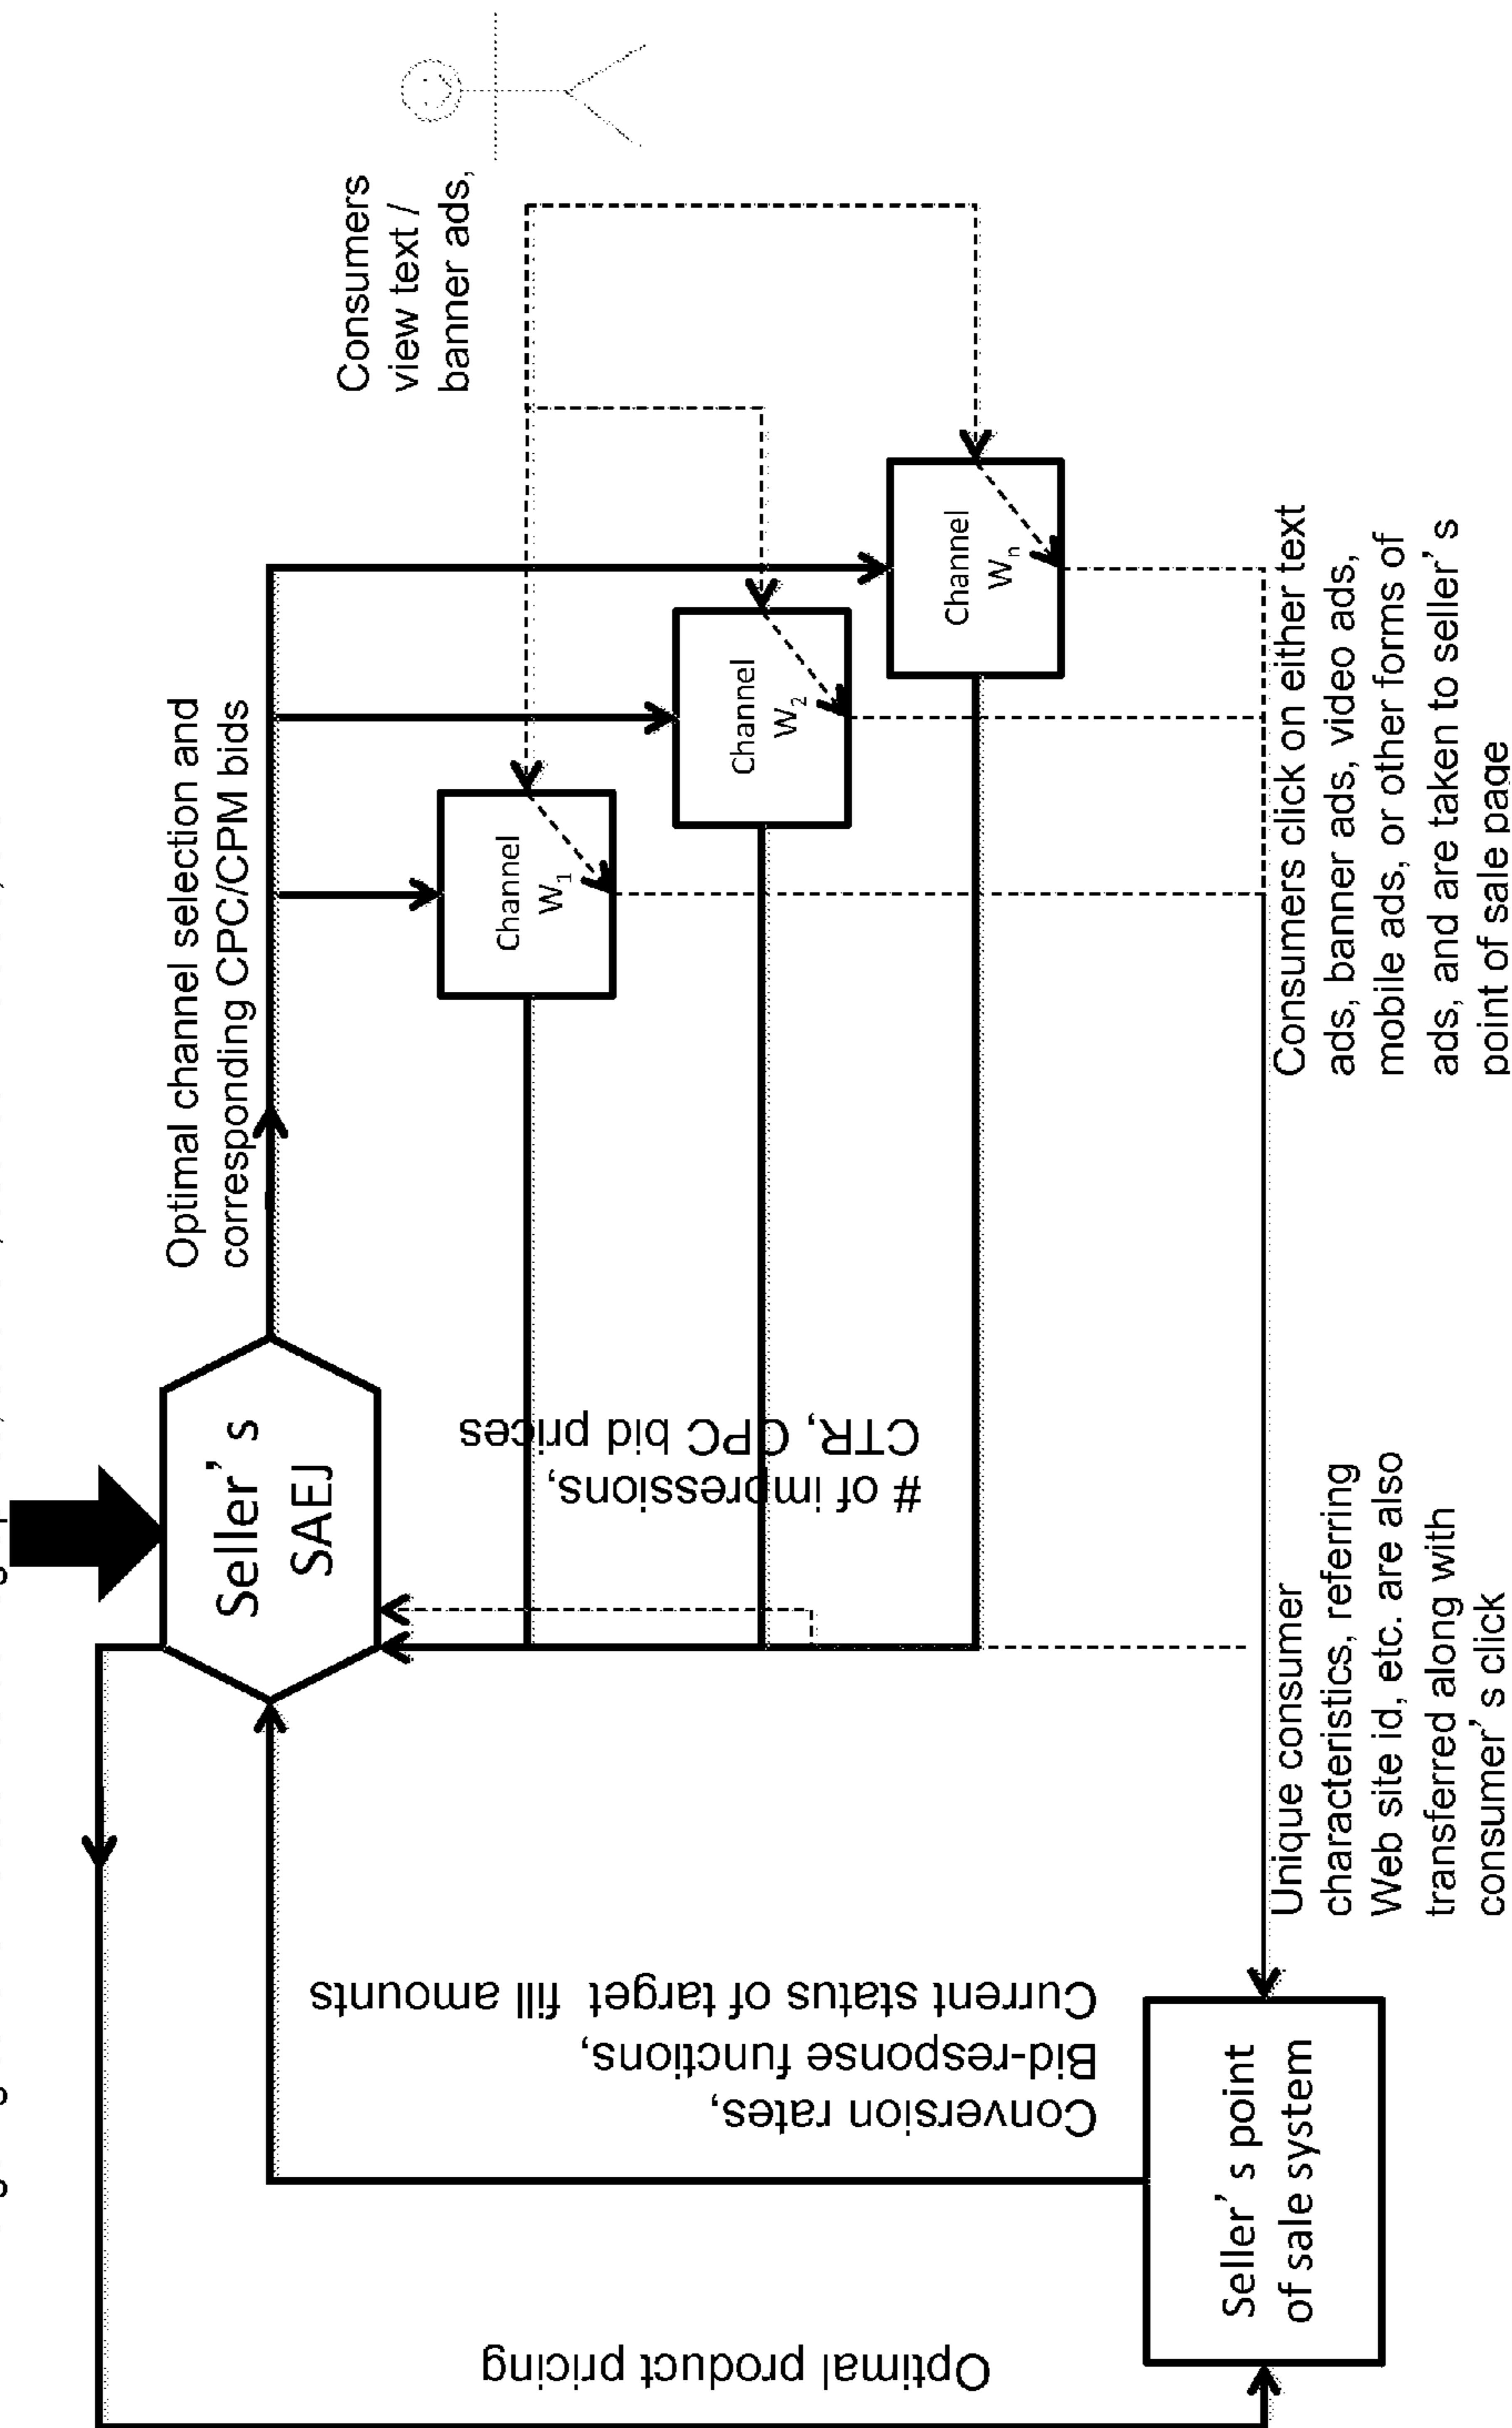 Seller's
SAEJ
Optimal channel selection and
corresponding CPC/CPM bids
Consumers
view text /
banner ads,
Channel
W1
Channel
W2
Channel
Wn
# of impressions,
CTR, CPC bid prices
Conversion rates,
Bid-response functions,
Current status of target fill amounts
Optimal product pricing
Seller's point
of sale system
Unique consumer
characteristics, referring
Web site id, etc. are also
transferred along with
consumer's click
Consumers click on either text
ads, banner ads, video ads,
mobile ads, or other forms of
ads, and are taken to seller's
point of sale page